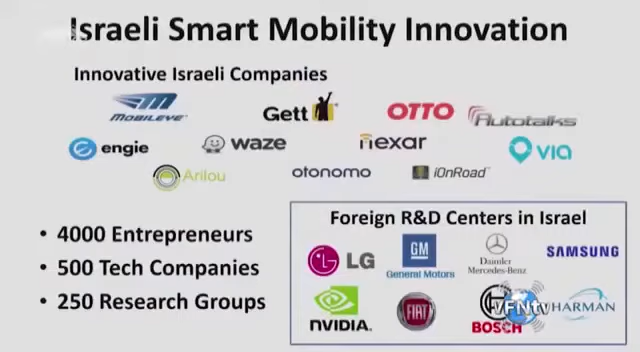 Israeli Smart Mobility Innovation
Innovative Israeli Companies
MOBILEYE
Gett
OTTO
Autotalks
engie
waze
nexar
via
Arilou
otonomo
iOnRoad
• 4000 Entrepreneurs
• 500 Tech Companies
• 250 Research Groups
Foreign R&D Centers in Israel
LG
GM
General Motors
Daimler
Mercedes-Benz
SAMSUNG
NVIDIA.
FIAT
BOSCH
vFNtv
HARMAN